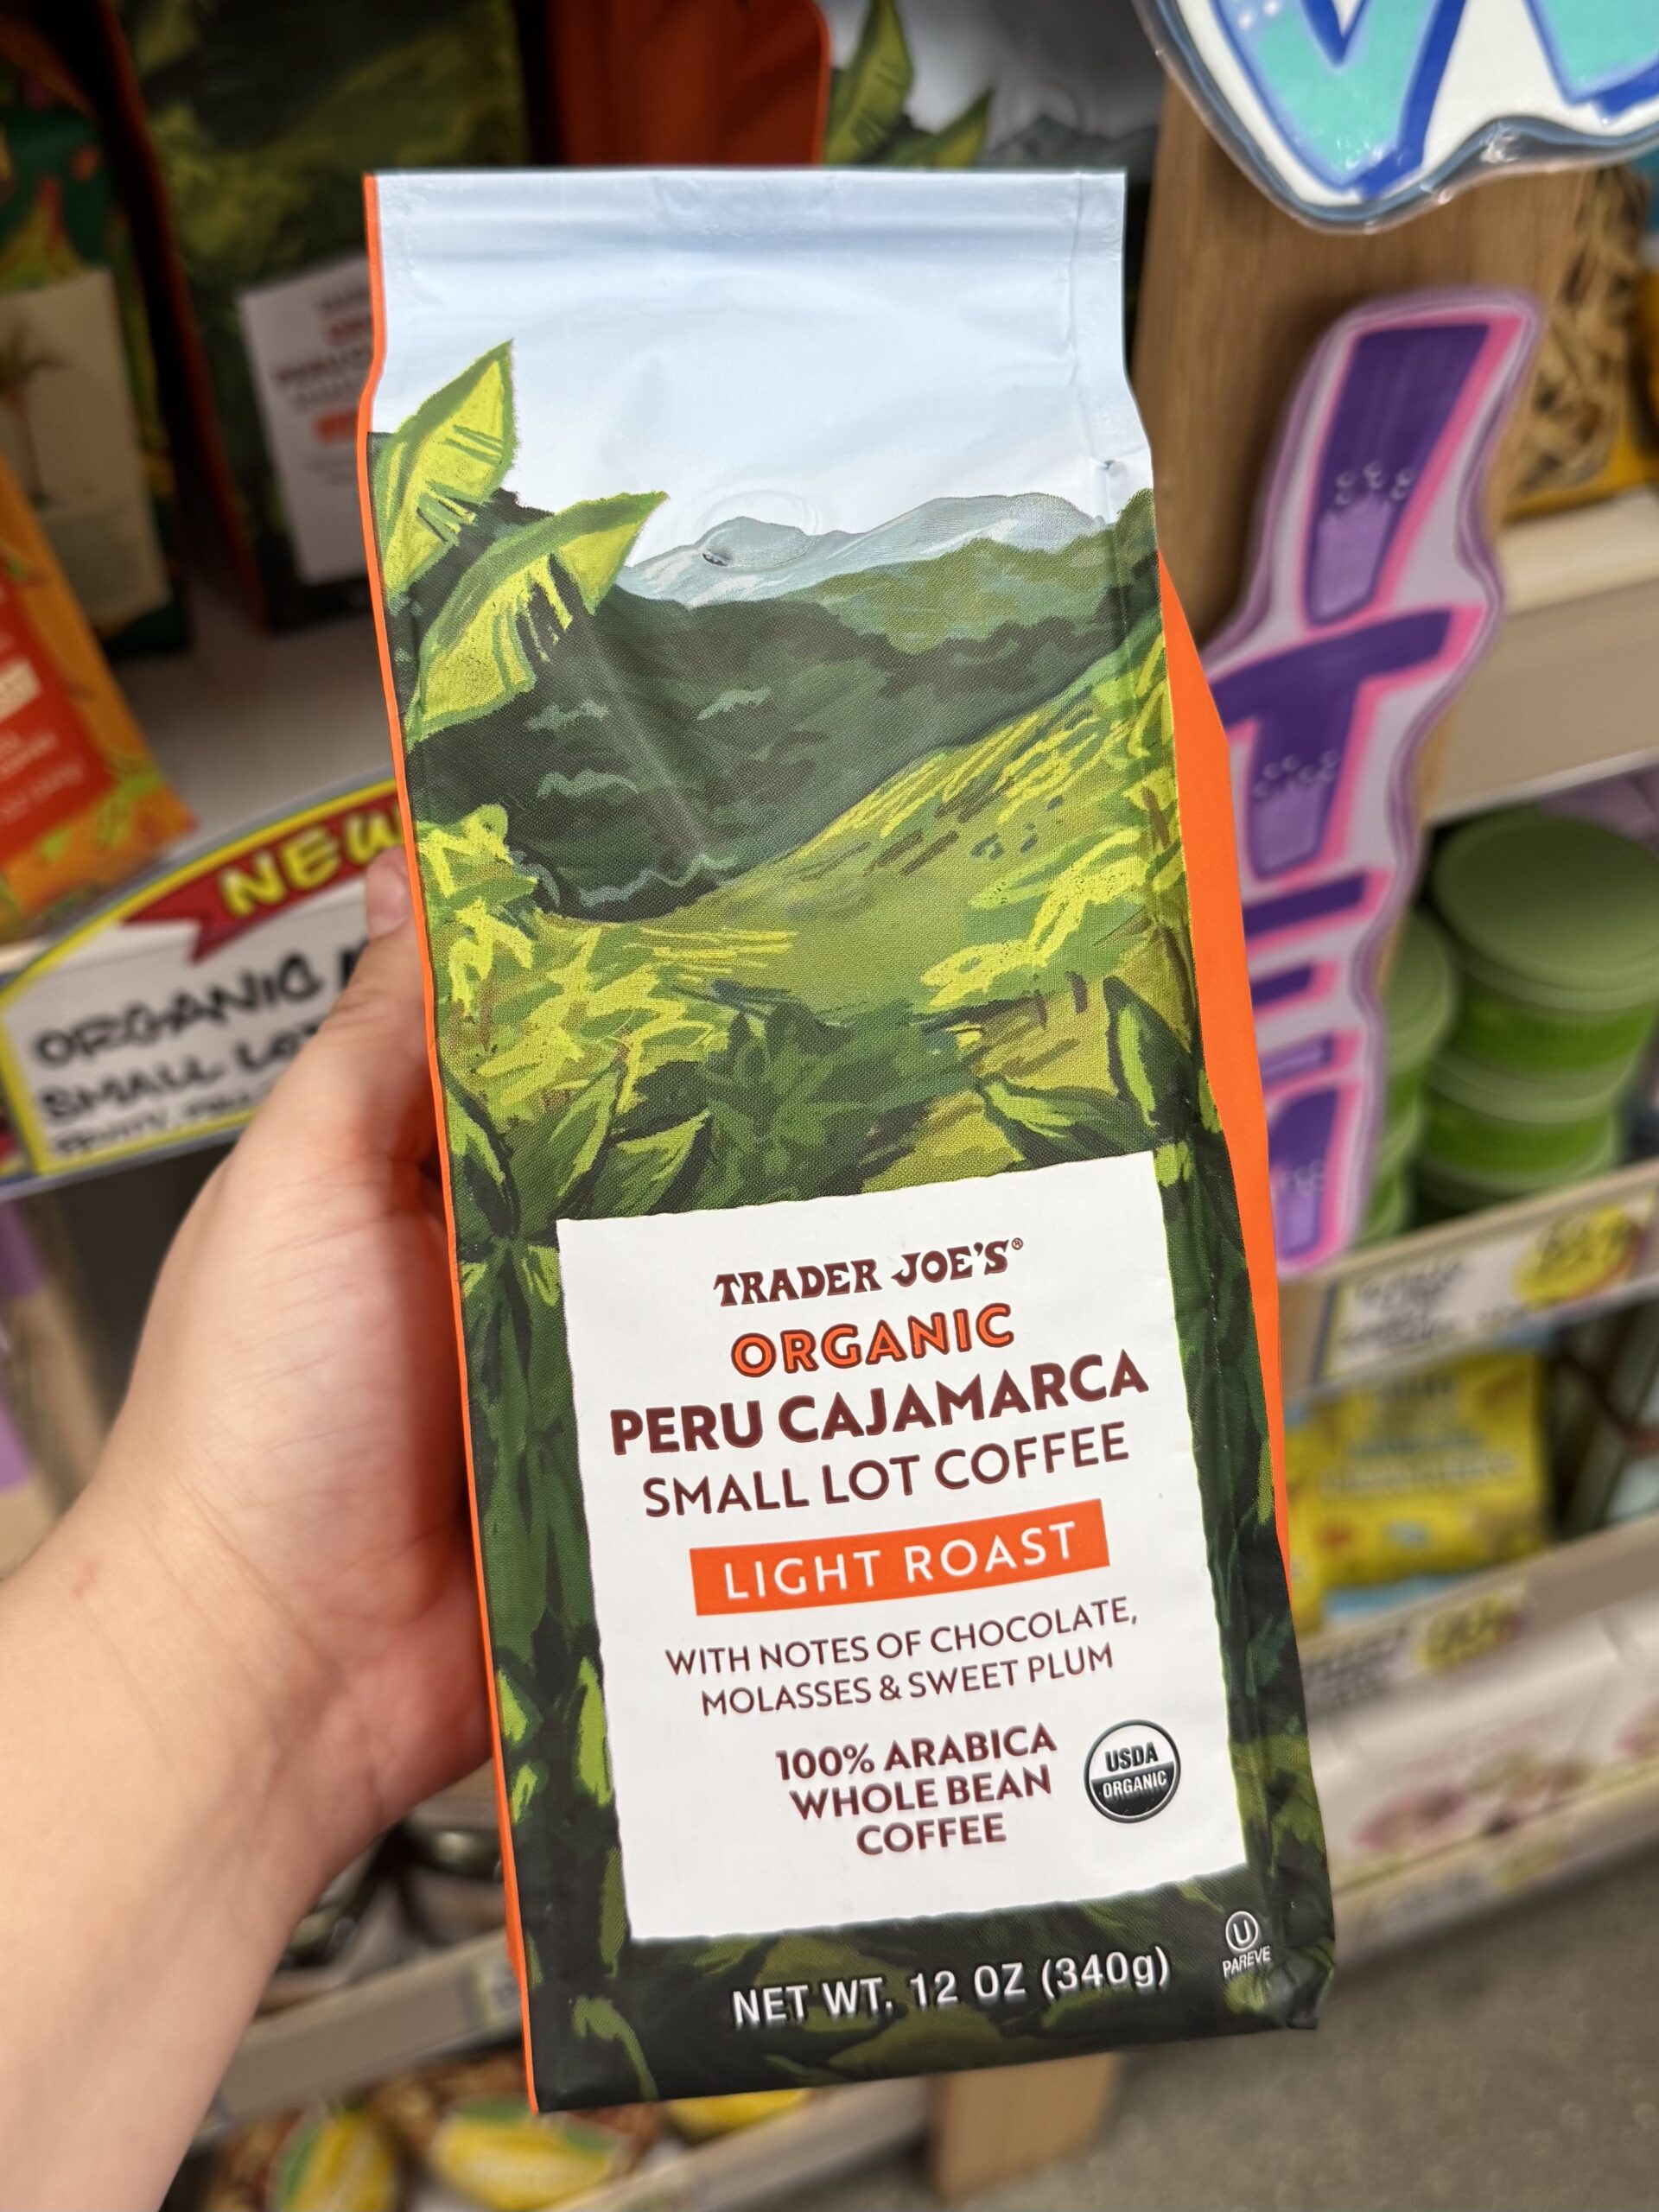 TRADER JOE'S®
ORGANIC
PERU CAJAMARCA
SMALL LOT COFFEE
LIGHT ROAST
WITH NOTES OF CHOCOLATE,
MOLASSES & SWEET PLUM
100% ARABICA
WHOLE BEAN
COFFEE
USDA
ORGANIC
NET WT. 12 OZ (340g)
U
PAREVE
NEW
ORGANIC
SMALL LOT